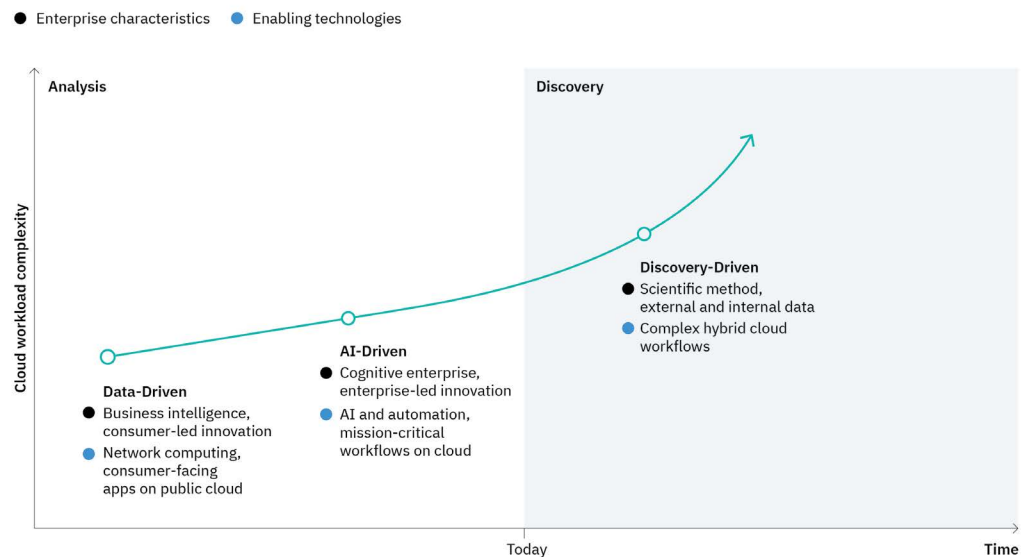 Enterprise characteristics
Enabling technologies
Analysis
Discovery
Cloud workload complexity
Data-Driven
Business intelligence,
consumer-led innovation
Network computing,
consumer-facing
apps on public cloud
AI-Driven
Cognitive enterprise,
enterprise-led innovation
AI and automation,
mission-critical
workflows on cloud
Discovery-Driven
Scientific method,
external and internal data
Complex hybrid cloud
workflows
Today
Time